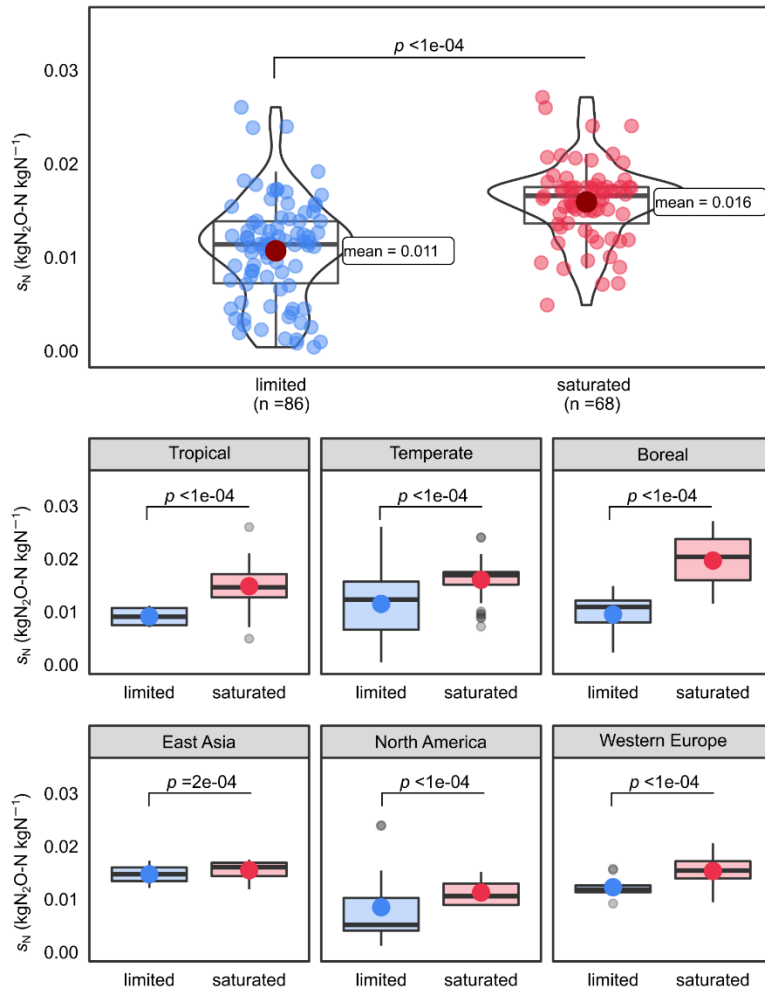 p <1e-04
0.03
0.02
0.01
0.00
sN (kgN2O-N kgN−1)
mean = 0.011
mean = 0.016
limited
(n =86)
saturated
(n =68)
Tropical
Temperate
Boreal
p <1e-04
p <1e-04
p <1e-04
0.03
0.02
0.01
0.00
sN (kgN2O-N kgN−1)
limited saturated
limited saturated
limited saturated
East Asia
North America
Western Europe
p =2e-04
p <1e-04
p <1e-04
0.03
0.02
0.01
0.00
sN (kgN2O-N kgN−1)
limited saturated
limited saturated
limited saturated